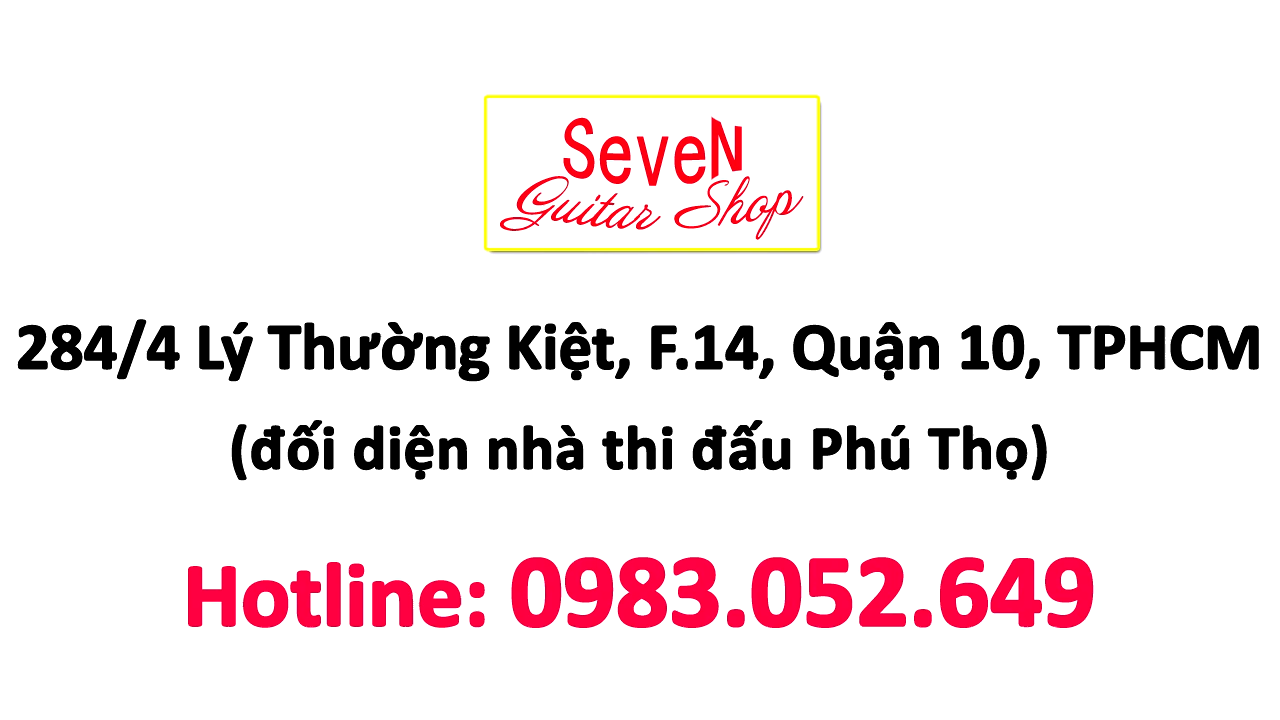 SeveN
Guitar Shop
284/4 Lý Thường Kiệt, F.14, Quận 10, TPHCM
(đối diện nhà thi đấu Phú Thọ)
Hotline: 0983.052.649